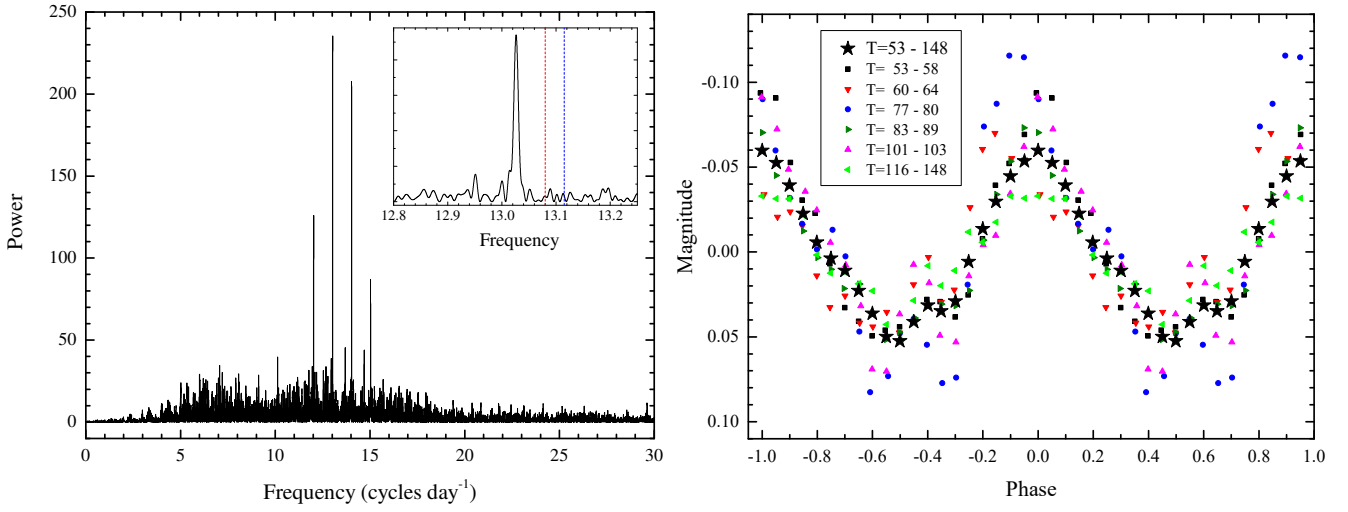 250
200
150
100
50
0
Power
0 5 10 15 20 25 30
Frequency (cycles day-1)
12.8 12.9 13.0 13.1 13.2
Frequency
-0.10
-0.05
0.00
0.05
0.10
Magnitude
T=53 - 148
T= 53 - 58
T= 60 - 64
T= 77 - 80
T= 83 - 89
T=101 - 103
T=116 - 148
-1.0 -0.8 -0.6 -0.4 -0.2 0.0 0.2 0.4 0.6 0.8 1.0
Phase